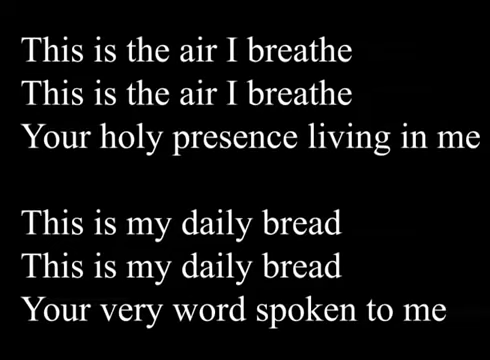 This is the air I breathe
This is the air I breathe
Your holy presence living in me
This is my daily bread
This is my daily bread
Your very word spoken to me